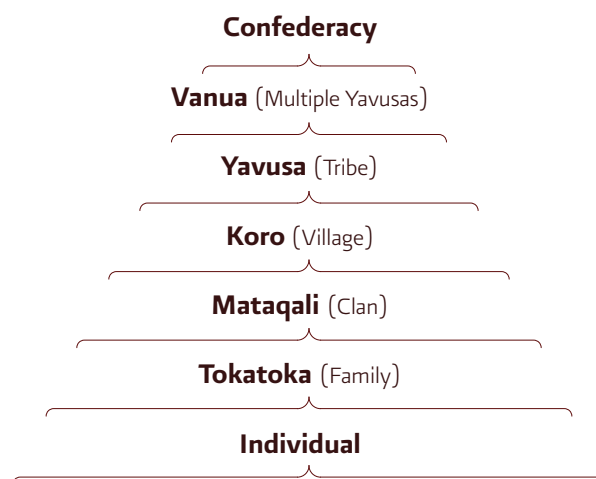 Confederacy
Vanua (Multiple Yavusas)
Yavusa (Tribe)
Koro (Village)
Mataqali (Clan)
Tokatoka (Family)
Individual